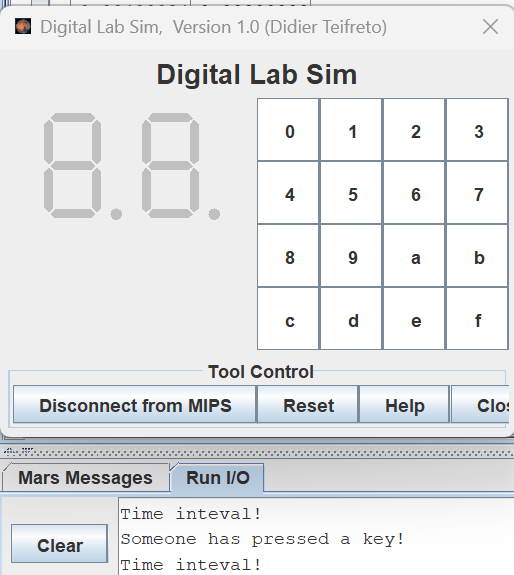 Digital Lab Sim, Version 1.0 (Didier Teifreto)
Digital Lab Sim
0 1 2 3
4 5 6 7
8 9 a b
c d e f
Tool Control
Disconnect from MIPS Reset Help
Mars Messages Run I/O
Clear
Time inteval!
Someone has pressed a key!
Time inteval!